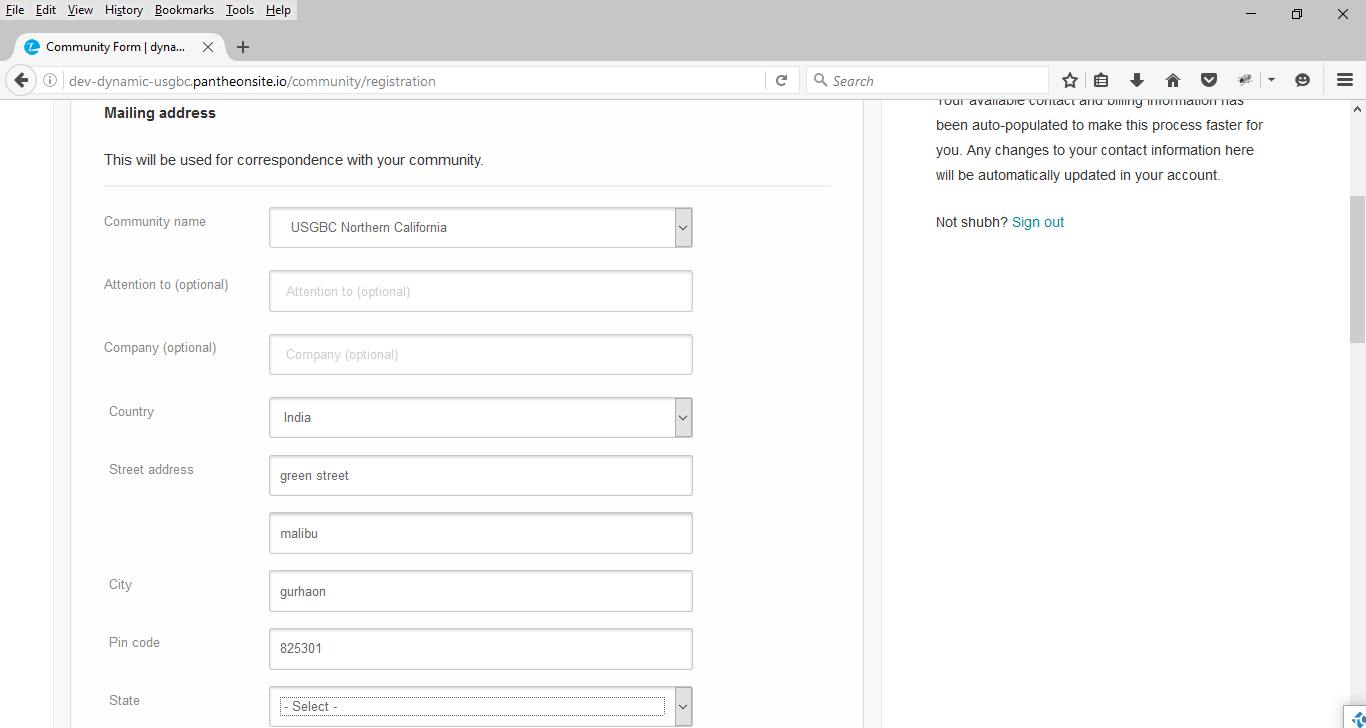 File Edit View History Bookmarks Tools Help
Community Form | dyna...
dev-dynamic-usgbc.pantheonsite.io/community/registration
Search
Mailing address
This will be used for correspondence with your community.
Community name
USGBC Northern California
Attention to (optional)
Attention to (optional)
Company (optional)
Company (optional)
Country
India
Street address
green street
malibu
City
gurhaon
Pin code
825301
State
- Select -
Your available contact and billing information has
been auto-populated to make this process faster for
you. Any changes to your contact information here
will be automatically updated in your account.
Not shubh? Sign out